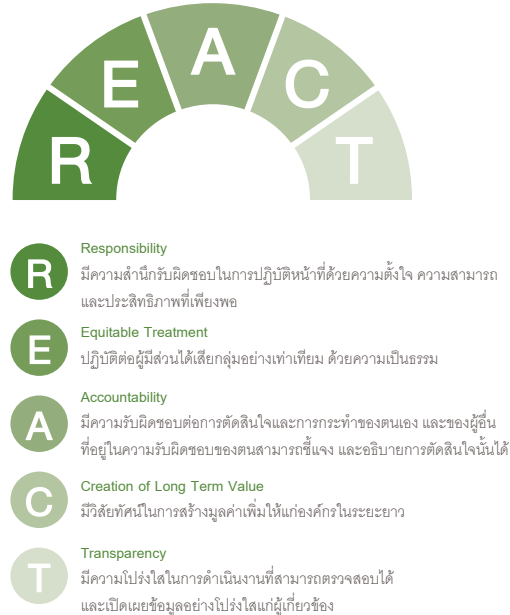 R
E
A
C
T
R
Responsibility
มีความสำนึกรับผิดชอบในการปฏิบัติหน้าที่ด้วยความตั้งใจ ความสามารถ
และประสิทธิภาพที่เพียงพอ
E
Equitable Treatment
ปฏิบัติต่อผู้มีส่วนได้เสียกลุ่มอย่างเท่าเทียม ด้วยความเป็นธรรม
A
Accountability
มีความรับผิดชอบต่อการตัดสินใจและการกระทำของตนเอง และของผู้อื่น
ที่อยู่ในความรับผิดชอบของตนสามารถชี้แจง และอธิบายการตัดสินใจนั้นได้
C
Creation of Long Term Value
มีวิสัยทัศน์ในการสร้างมูลค่าเพิ่มให้แก่องค์กรในระยะยาว
T
Transparency
มีความโปร่งใสในการดำเนินงานที่สามารถตรวจสอบได้
และเปิดเผยข้อมูลอย่างโปร่งใสแก่ผู้เกี่ยวข้อง